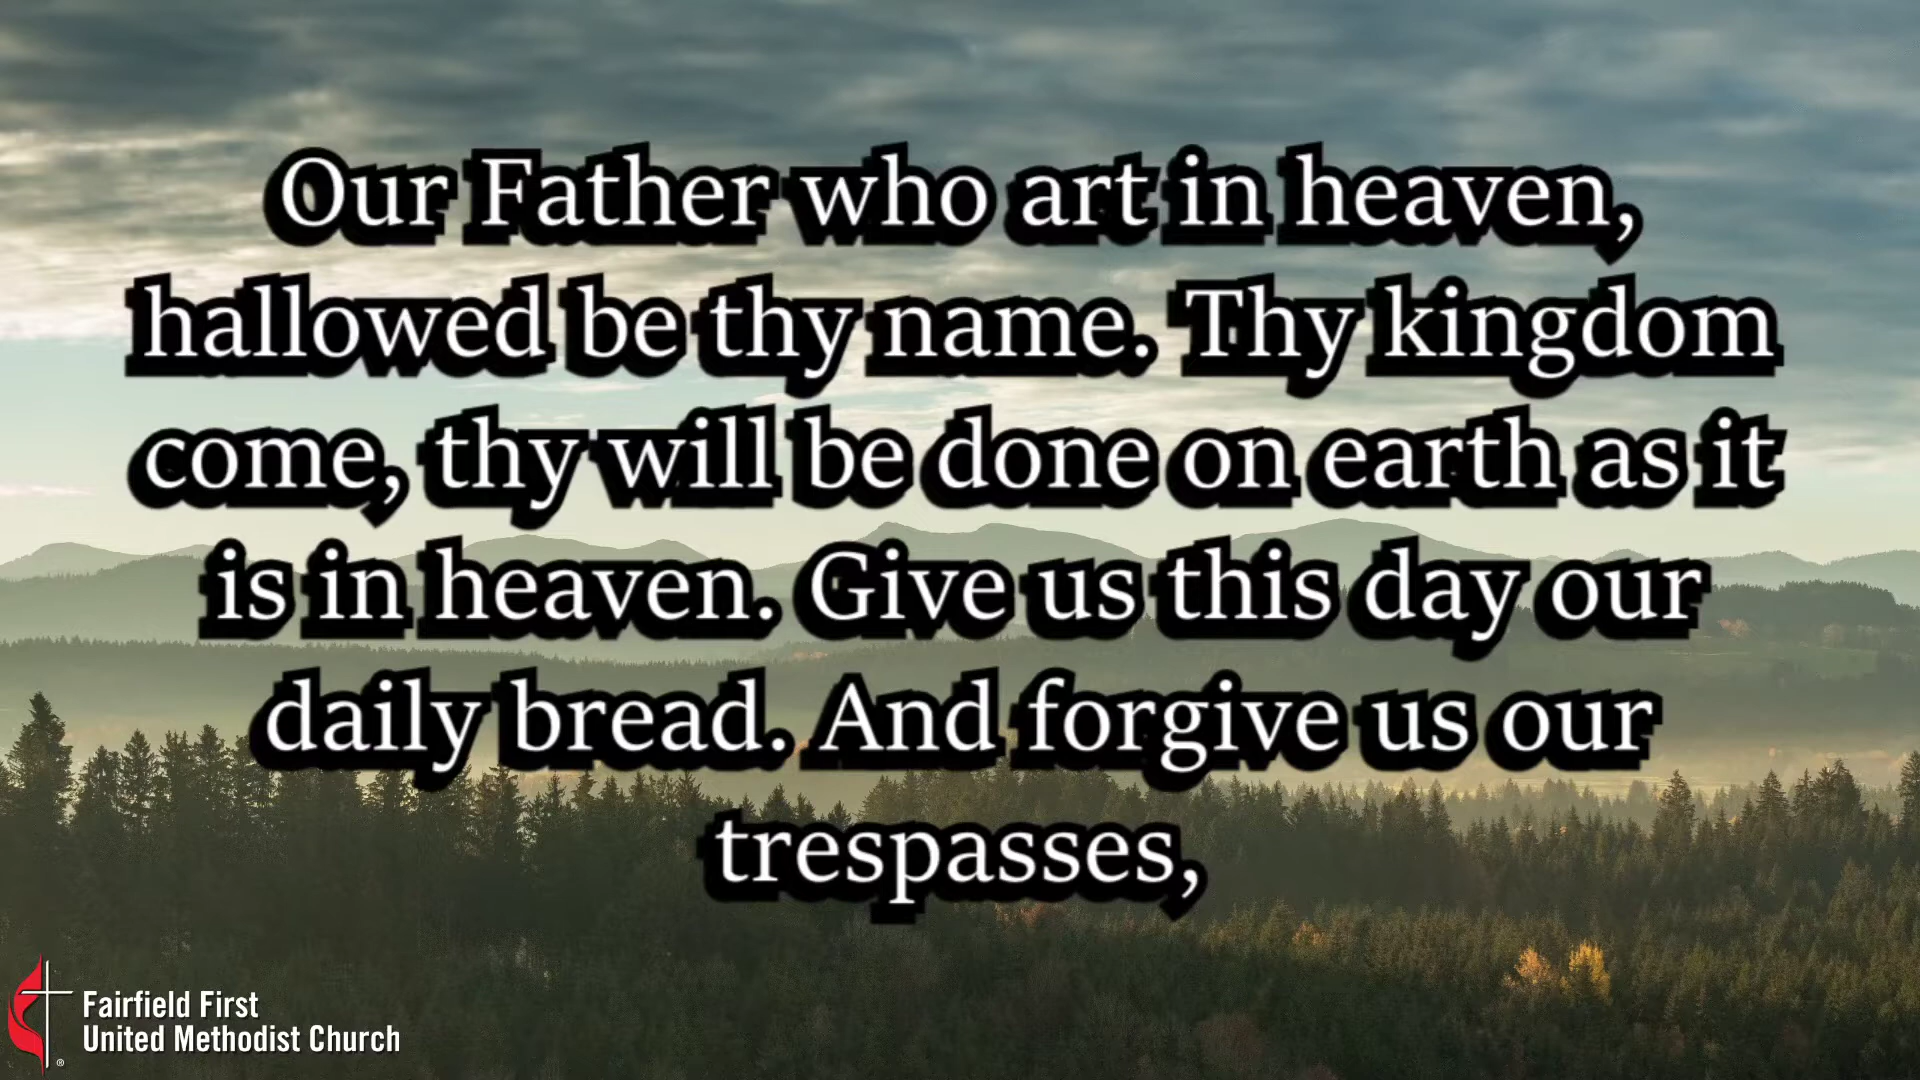 Our Father who art in heaven,
hallowed be thy name. Thy kingdom
come, thy will be done on earth as it
is in heaven. Give us this day our
daily bread. And forgive us our
trespasses,
Fairfield First
United Methodist Church
®